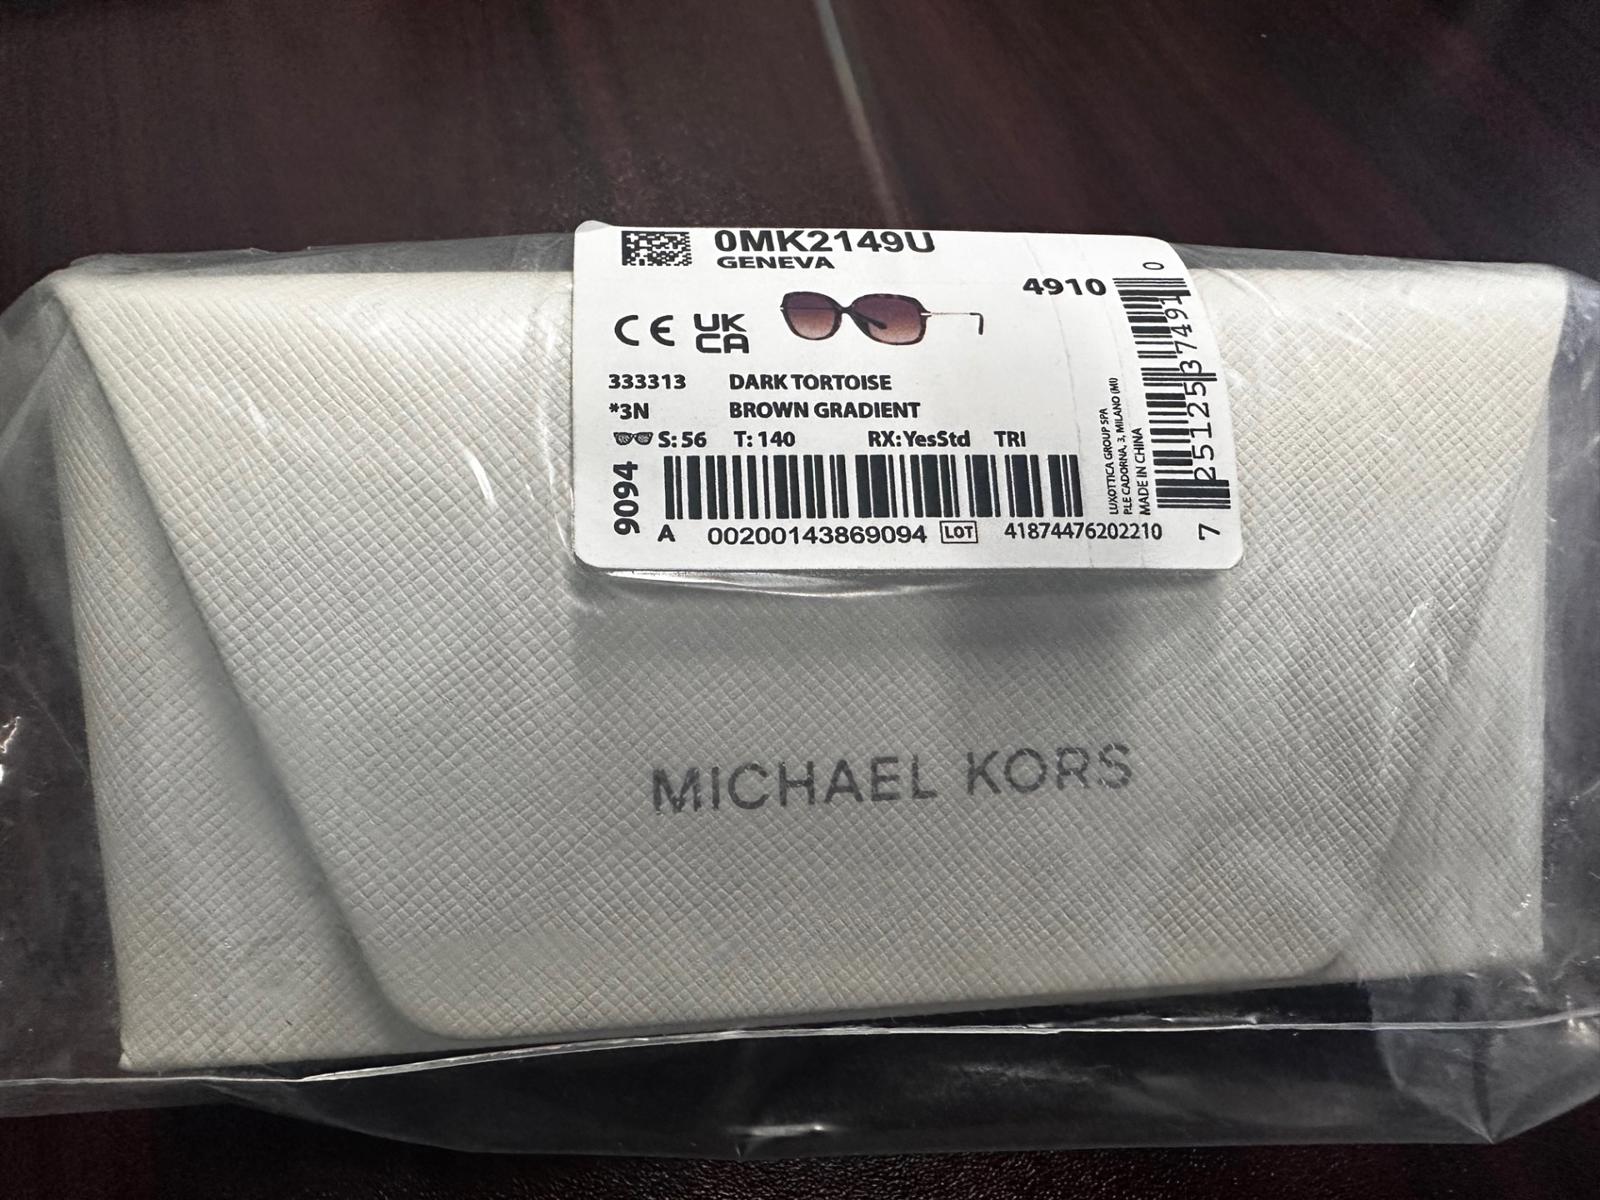 0MK2149U
GENEVA
4910
CE UK
CA
333313 DARK TORTOISE
*3N BROWN GRADIENT
S: 56 T: 140 RX: YesStd TRI
9094
A 00200143869094 LOT 41874476202210
LUXOTTICA GROUP SPA
P.LE CADORNA, 3, MILANO (MI)
MADE IN CHINA
7 25125 37491 0
MICHAEL KORS